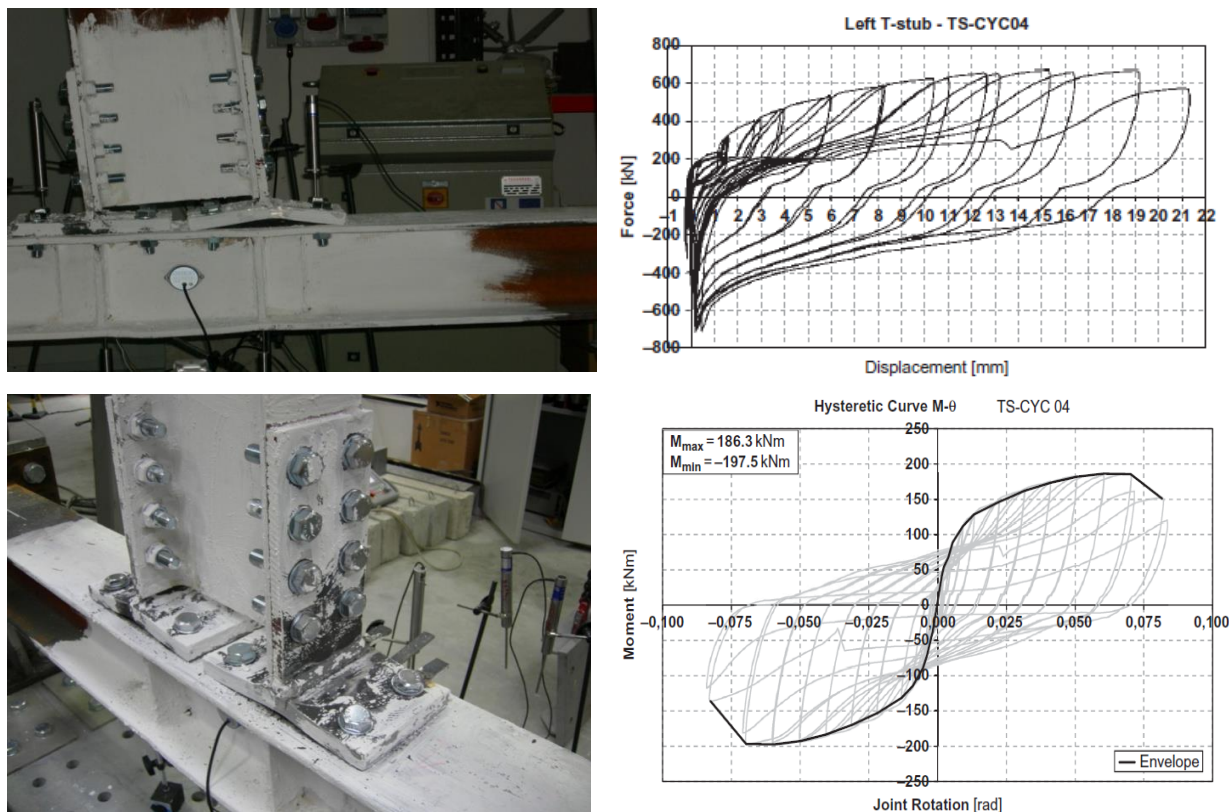 Left T-stub - TS-CYC04
800
600
400
200
0
−200
−400
−600
−800
−1 1 2 3 4 5 6 7 8 9 10 11 12 13 14 15 16 17 18 19 20 21 22
Force [kN]
Displacement [mm]
Hysteretic Curve M-θ TS-CYC 04
Mmax = 186.3 kNm
Mmin = −197.5 kNm
250
200
150
100
50
0
−50
−100
−150
−200
−250
−0,100 −0,075 −0,050 −0,025 0,000 0,025 0,050 0,075 0,100
Moment [kNm]
Envelope
Joint Rotation [rad]